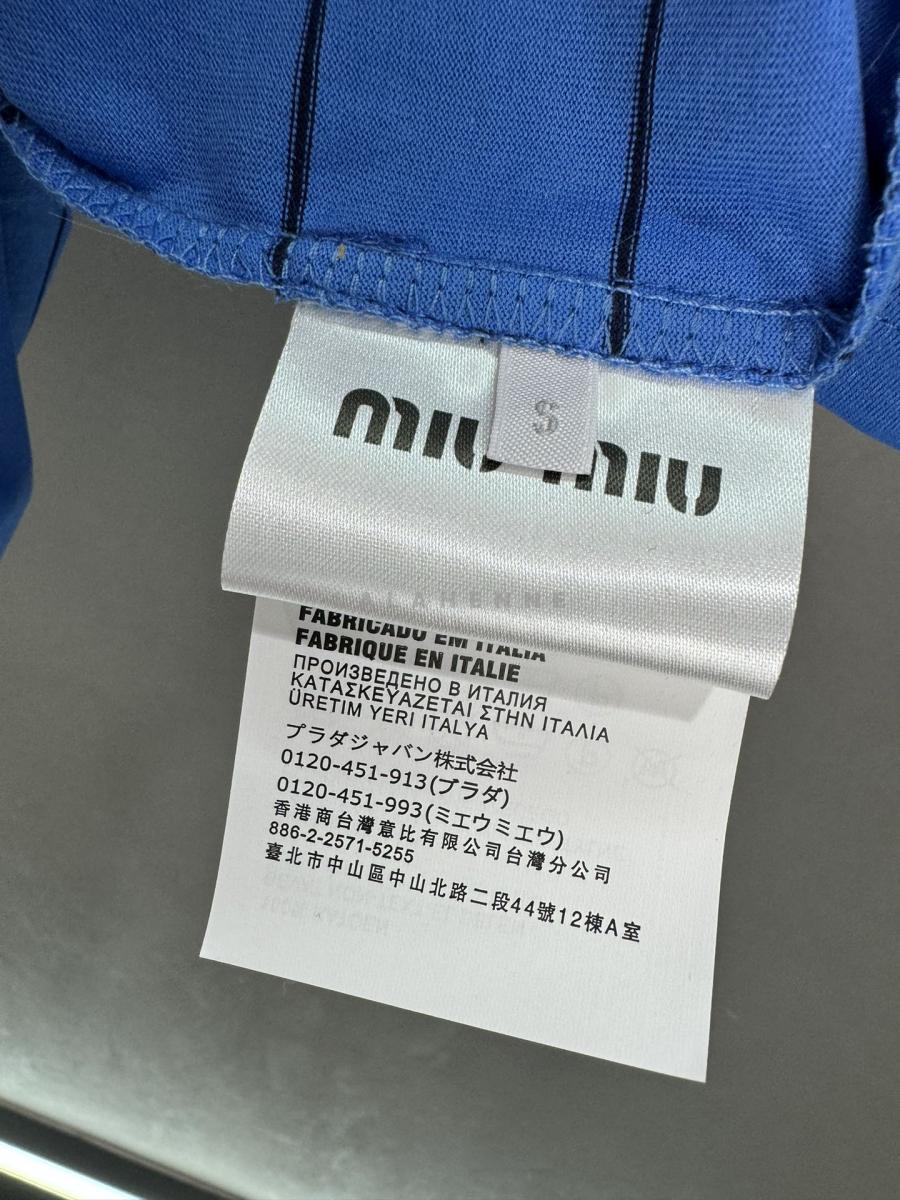 S
miu miu
ALAHENNE
FABRICADO EM ITALIA
FABRIQUE EN ITALIE
ПРОИЗВЕДЕНО В ИТАЛИЯ
ΚΑΤΑΣΚΕΥΑΖΕΤΑΙ ΣΤΗΝ ΙΤΑΛΙΑ
ÜRETIM YERI ITALYA
プラダジャパン株式会社
0120-451-913(プラダ)
0120-451-993(ミエウミエウ)
香港商台灣意比有限公司台灣分公司
886-2-2571-5255
臺北市中山區中山北路二段44號12棟A室